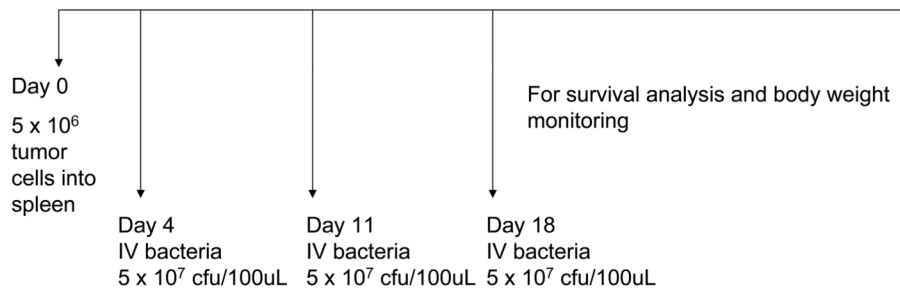 Day 0
5 x 10⁶
tumor
cells into
spleen
For survival analysis and body weight
monitoring
Day 4
IV bacteria
5 x 10⁷ cfu/100uL
Day 11
IV bacteria
5 x 10⁷ cfu/100uL
Day 18
IV bacteria
5 x 10⁷ cfu/100uL